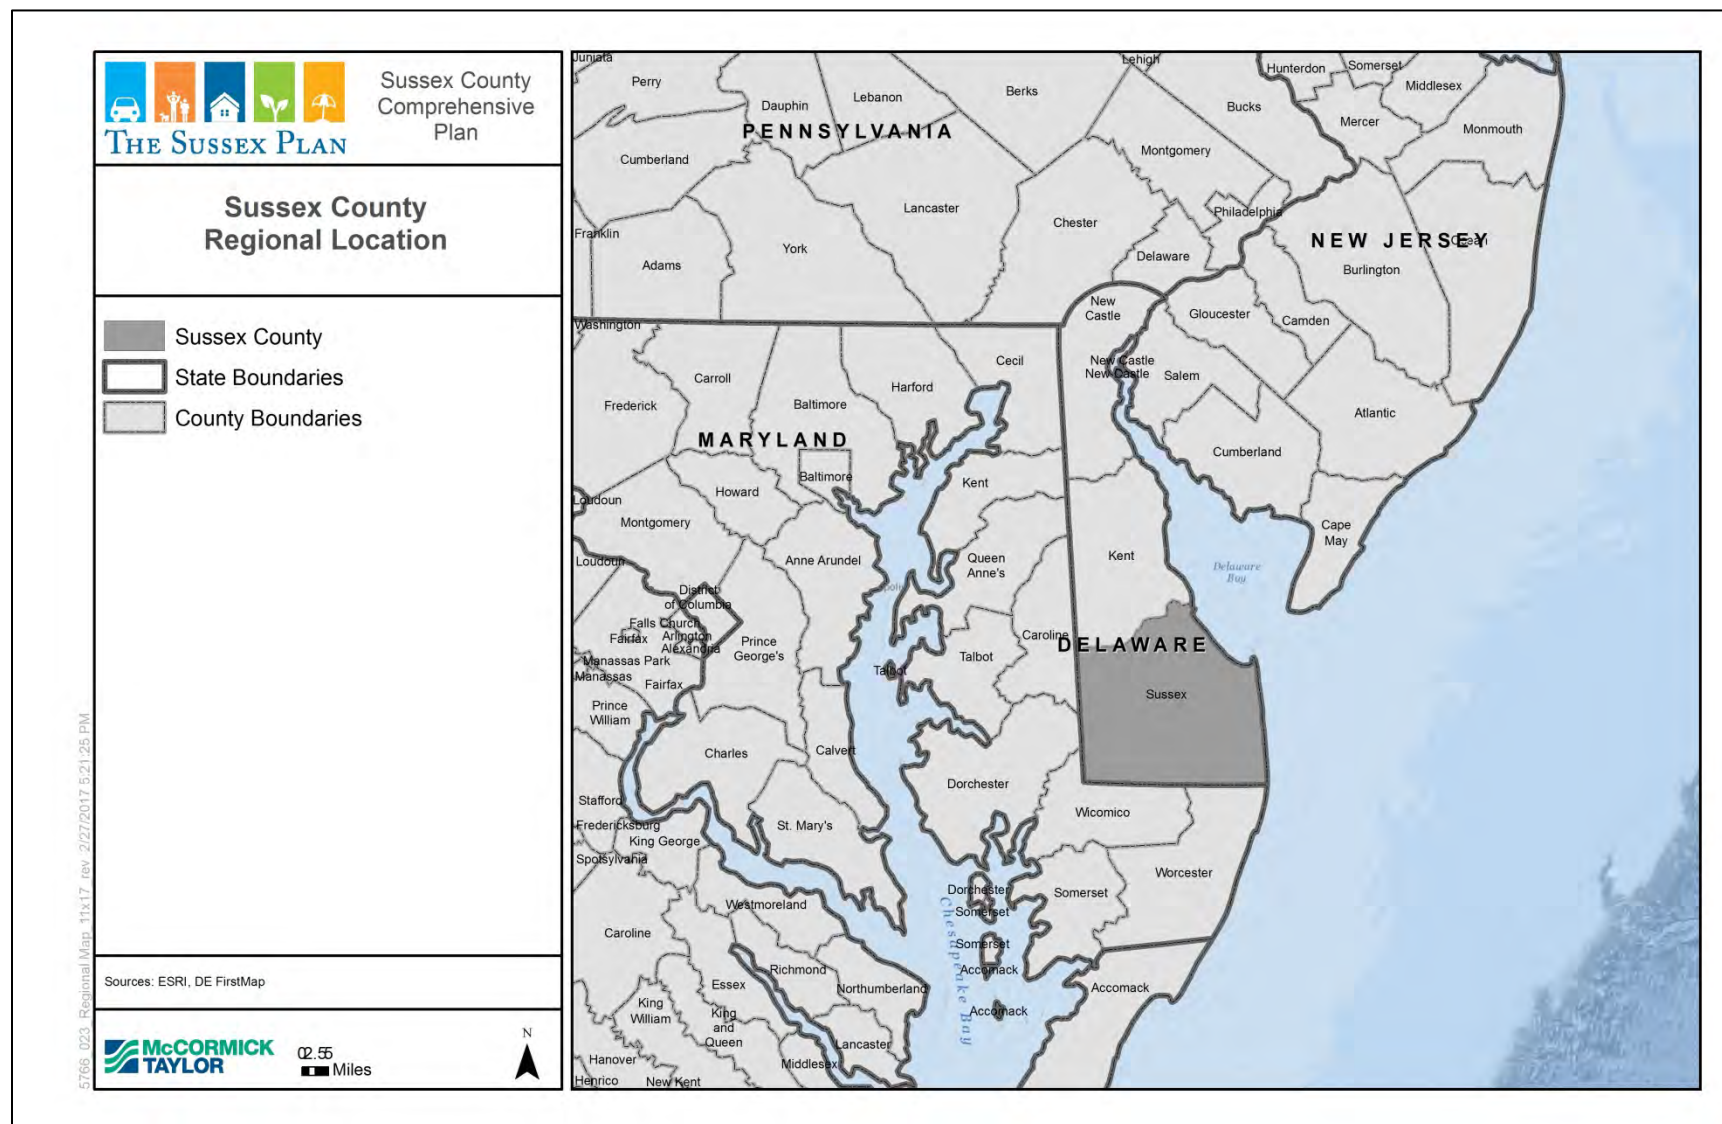 THE SUSSEX PLAN
Sussex County
Comprehensive
Plan
Sussex County
Regional Location
Sussex County
State Boundaries
County Boundaries
Sources: ESRI, DE FirstMap
McCORMICK
TAYLOR
Miles
N
5766_023_Regional Map_11x17_rev_2/27/2017 5:21:25 PM
Juniata
Perry
Dauphin
Lebanon
Berks
Lehigh
Bucks
Hunterdon
Somerset
Middlesex
Mercer
Monmouth
PENNSYLVANIA
Cumberland
Montgomery
Lancaster
Chester
Philadelphia
Franklin
Adams
York
Delaware
NEW JERSEY
Ocean
Burlington
Washington
New
Castle
Gloucester
Camden
Carroll
Harford
Cecil
New Castle
New Castle
Salem
Frederick
Baltimore
Atlantic
MARYLAND
Cumberland
Baltimore
Howard
Kent
Loudoun
Montgomery
Cape
May
Anne Arundel
Queen
Anne's
Kent
Delaware
Bay
Loudoun
District
of Columbia
Falls Church
Fairfax
Arlington
Alexandria
Prince
George's
Caroline
DELAWARE
Talbot
Talbot
Manassas Park
Manassas
Fairfax
Sussex
Prince
William
Charles
Calvert
Dorchester
Stafford
Wicomico
Fredericksburg
St. Mary's
King George
Spotsylvania
Worcester
Dorchester
Somerset
Westmoreland
Somerset
Caroline
Somerset
Chesapeake Bay
Richmond
Accomack
Essex
Northumberland
Accomack
King
William
King
and
Queen
Accomack
Lancaster
Hanover
Middlesex
Henrico
New Kent